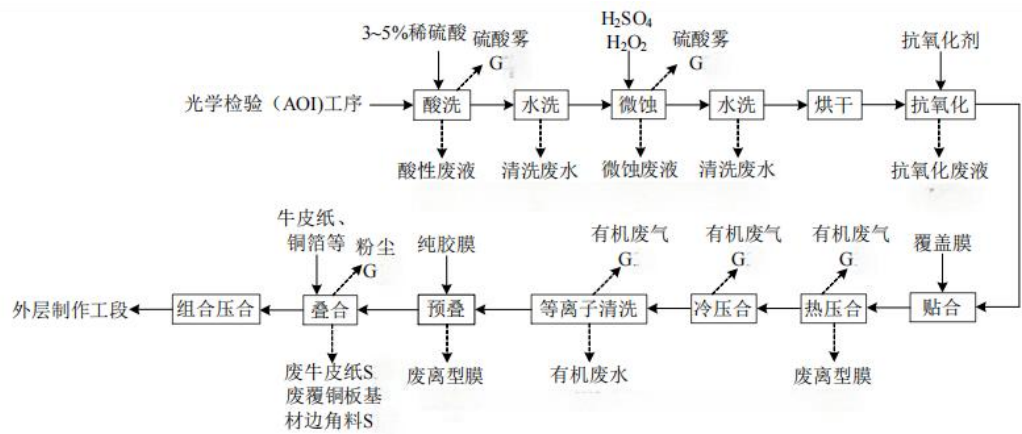 H₂SO₄
3~5%稀硫酸 硫酸雾 H₂O₂ 硫酸雾 抗氧化剂
G G
光学检验（AOI)工序 酸洗 水洗 微蚀 水洗 烘干 抗氧化
酸性废液 清洗废水 微蚀废液 清洗废水 抗氧化废液
牛皮纸、
铜箔等 粉尘 纯胶膜 有机废气 有机废气 有机废气 覆盖膜
G G G G
外层制作工段 组合压合 叠合 预叠 等离子清洗 冷压合 热压合 贴合
废牛皮纸S 废离型膜 有机废水 废离型膜
废覆铜板基
材边角料S